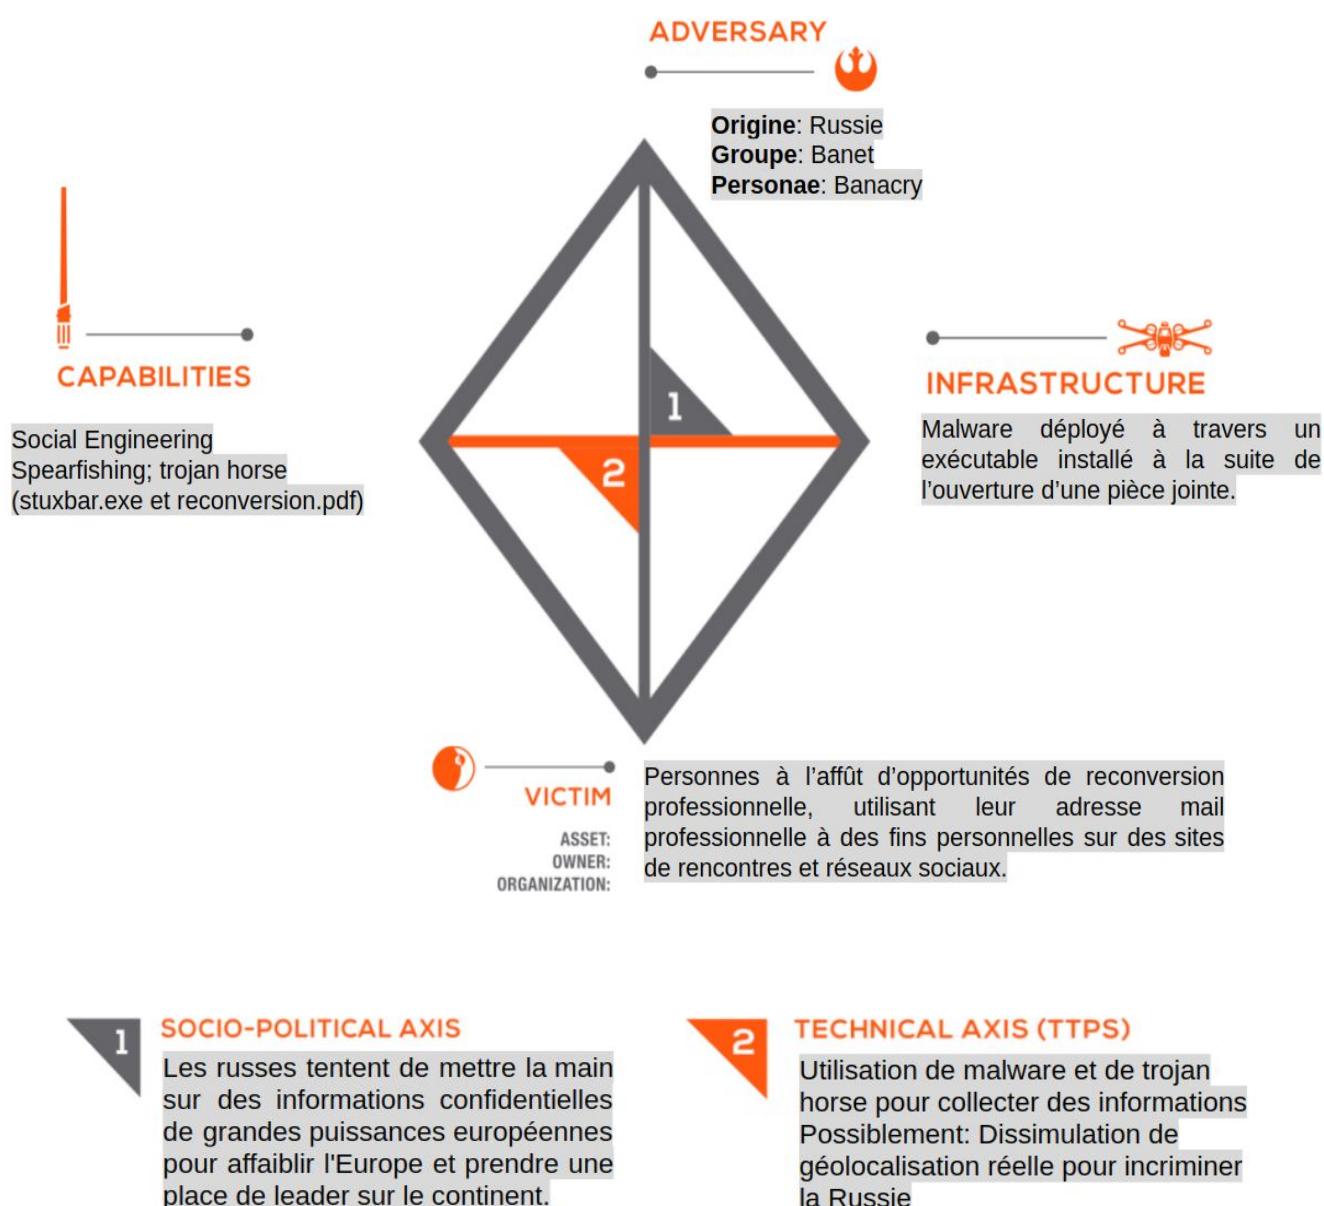 ADVERSARY
Origine: Russie
Groupe: Banet
Personae: Banacry
CAPABILITIES
Social Engineering
Spearfishing; trojan horse
(stuxbar.exe et reconversion.pdf)
INFRASTRUCTURE
Malware déployé à travers un
exécutable installé à la suite de
l’ouverture d’une pièce jointe.
1
2
VICTIM
ASSET:
OWNER:
ORGANIZATION:
Personnes à l’affût d’opportunités de reconversion
professionnelle, utilisant leur adresse mail
professionnelle à des fins personnelles sur des sites
de rencontres et réseaux sociaux.
1
SOCIO-POLITICAL AXIS
Les russes tentent de mettre la main
sur des informations confidentielles
de grandes puissances européennes
pour affaiblir l'Europe et prendre une
place de leader sur le continent.
2
TECHNICAL AXIS (TTPS)
Utilisation de malware et de trojan
horse pour collecter des informations
Possiblement: Dissimulation de
géolocalisation réelle pour incriminer
la Russie